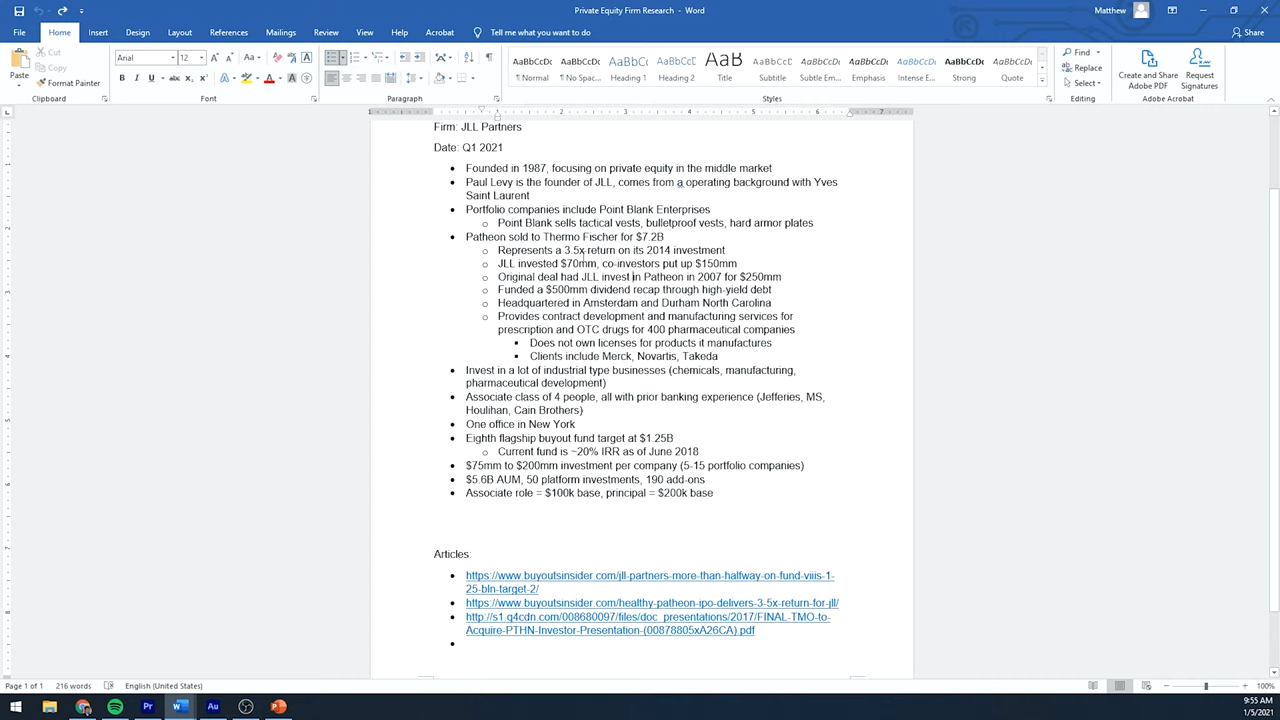 Private Equity Firm Research - Word
Matthew
File Home Insert Draw Design Layout References Mailings Review View Help Acrobat Tell me what you want to do Share
Paste
Cut
Copy
Format Painter
Clipboard
Arial 12
Font
Paragraph
AaBbCcDc AaBbCcDc AaBbC AaBbCc AaB AaBbCcDc AaBbCcDc AaBbCcDc AaBbCcDc AaBbCcDc AaBbCcDc
¶ Normal ¶ No Spac... Heading 1 Heading 2 Title Subtitle Subtle Em... Emphasis Intense E... Strong Quote
Styles
Find
Replace
Select
Editing
Create and Share
Adobe PDF
Request
Signatures
Adobe Acrobat
Firm: JLL Partners
Date: Q1 2021
• Founded in 1987, focusing on private equity in the middle market
• Paul Levy is the founder of JLL, comes from a operating background with Yves
Saint Laurent
• Portfolio companies include Point Blank Enterprises
o Point Blank sells tactical vests, bulletproof vests, hard armor plates
• Patheon sold to Thermo Fischer for $7.2B
o Represents a 3.5x return on its 2014 investment
o JLL invested $70mm, co-investors put up $150mm
o Original deal had JLL invest in Patheon in 2007 for $250mm
o Funded a $500mm dividend recap through high-yield debt
o Headquartered in Amsterdam and Durham North Carolina
o Provides contract development and manufacturing services for
prescription and OTC drugs for 400 pharmaceutical companies
▪ Does not own licenses for products it manufactures
▪ Clients include Merck, Novartis, Takeda
• Invest in a lot of industrial type businesses (chemicals, manufacturing,
pharmaceutical development)
• Associate class of 4 people, all with prior banking experience (Jefferies, MS,
Houlihan, Cain Brothers)
• One office in New York
• Eighth flagship buyout fund target at $1.25B
o Current fund is ~20% IRR as of June 2018
• $75mm to $200mm investment per company (5-15 portfolio companies)
• $5.6B AUM, 50 platform investments, 190 add-ons
• Associate role = $100k base, principal = $200k base
Articles:
• https://www.buyoutsinsider.com/jll-partners-more-than-halfway-on-fund-viiis-1-
25-bln-target-2/
• https://www.buyoutsinsider.com/healthy-patheon-ipo-delivers-3-5x-return-for-jll/
• http://s1.q4cdn.com/008680097/files/doc_presentations/2017/FINAL-TMO-to-
Acquire-PTHN-Investor-Presentation-(00878805xA26CA).pdf
•
Page 1 of 1 216 words English (United States) 100%
9:55 AM
1/5/2021